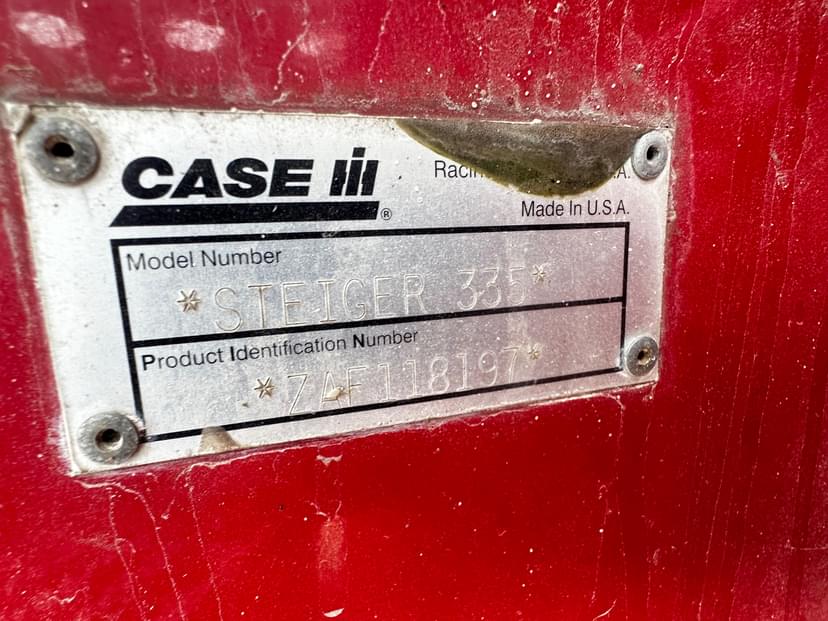 CASE IH®
Made In U.S.A.
Model Number
*STEIGER 335*
Product Identification Number
*ZAF118197*